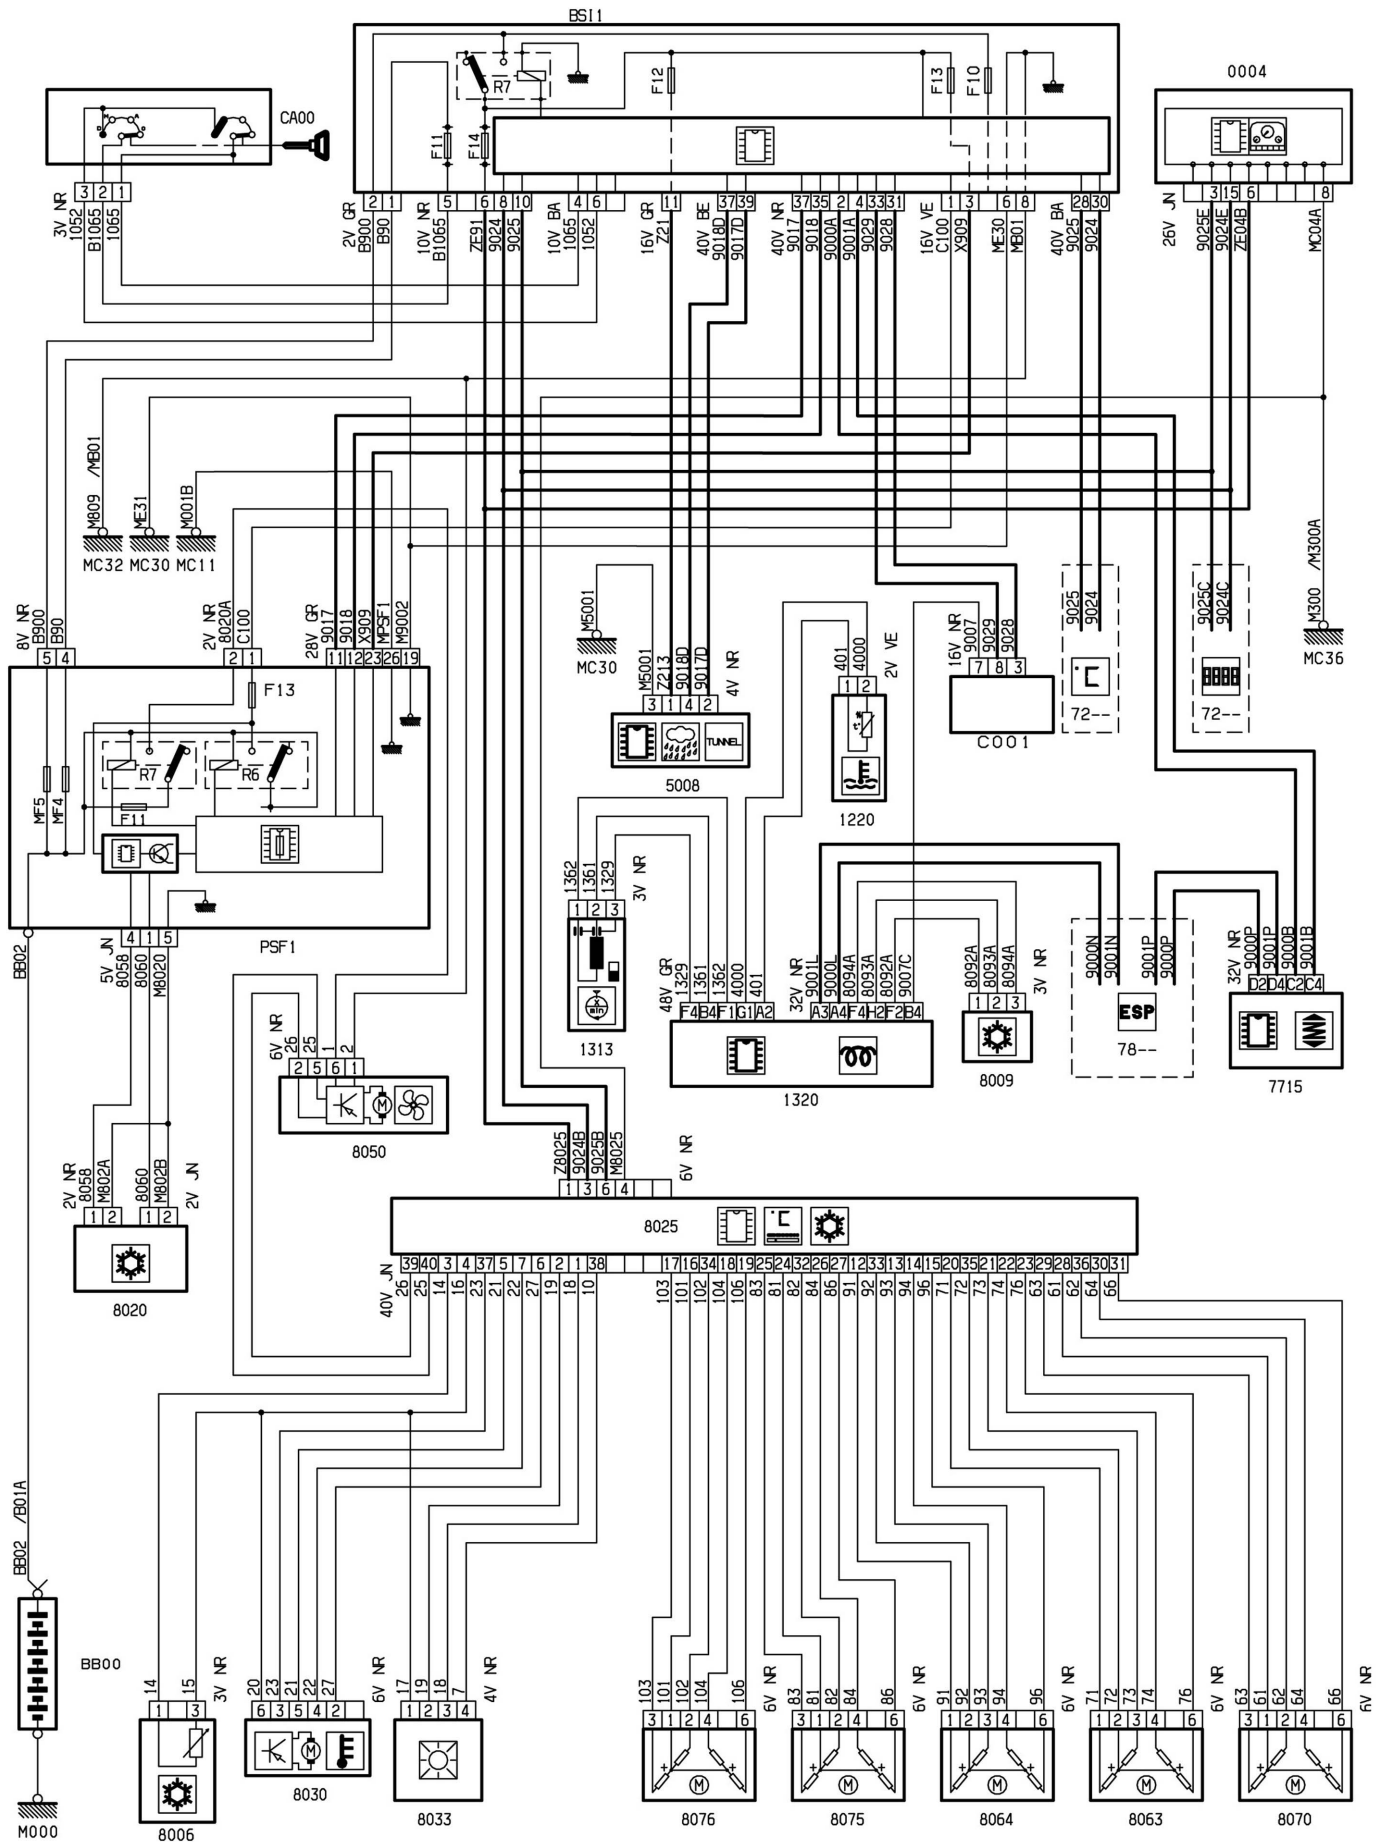 BSI1
0004
CA00
R7
F12
F13
F10
F11
F14
3 2 1
3V NR
1052
B1065
1065
2 1
2V GR
B900
B90
5 6 8 10
10V NR
B1065
ZE91
9024
9025
4 6
10V BA
1065
1052
11
16V GR
Z21
37 39
40V BE
9018D
9017D
37 35 2 4 33 31
40V NR
9017
9018
9000A
9001A
9029
9028
1 3 6 8
16V VE
C100
X909
ME30
MB01
28 30
40V BA
9025
9024
3 15 6 8
26V JN
9025E
9024E
ZE04B
MC04A
M809 /MB01
ME31
M001B
MC32 MC30 MC11
8V NR
B900
B90
5 4
2V NR
8020A
C100
2 1
28V GR
9017
9018
X909
MPSF1
M9002
11 12 23 26 19
F13
R7
R6
MF5
MF4
F11
PSF1
BB02
5V JN
8058
8060
M8020
4 1 5
M5001
MC30
M5001
Z213
9018D
9017D
4V NR
3 1 4 2
TUNNEL
5008
401
4000
2V VE
1 2
t°
1220
16V NR
9007
9029
9028
7 8 3
C001
9025
9024
°C
72--
9025C
9024C
8888
72--
M300 /M300A
MC36
1362
1361
1329
3V NR
1 2 3
x
min
1313
48V GR
1329
1361
1362
4000
401
F4 B4 F1 G1 A2
32V NR
9001L
9000L
8094A
8093A
8092A
9007C
A3 A4 F4 H2 F2 B4
1320
8092A
8093A
8094A
3V NR
1 2 3
8009
9000N
9001N
9001P
9000P
ESP
78--
32V NR
9000P
9001P
9000B
9001B
D2 D4 C2 C4
7715
6V NR
26
25
1
2
2 5 6 1
M
8050
2V NR
8058
M802A
8060
M802B
2V JN
1 2 1 2
8020
Z8025
9024B
9025B
M8025
6V NR
1 3 6 4
8025
°C
39 40 3 4 37 5 7 6 2 1 38 17 16 34 18 19 25 24 32 26 27 12 33 13 14 15 20 35 21 22 23 29 28 36 30 31
40V JN
26 25 14 16 23 21 22 27 19 18 10 103 101 102 104 106 83 81 82 84 86 91 92 93 94 96 71 72 73 74 76 63 61 62 64 66
BB02 /B01A
BB00
M000
14
15
3V NR
1 3
8006
20
23
21
22
27
6V NR
6 3 5 4 2
M
8030
17
19
18
7
4V NR
1 2 3 4
8033
103
101
102
104
106
6V NR
3 1 2 4 6
+ + M
8076
83
81
82
84
86
6V NR
3 1 2 4 6
+ + M
8075
91
92
93
94
96
6V NR
1 2 3 4 6
+ + M
8064
71
72
73
74
76
6V NR
1 2 3 4 6
+ + M
8063
63
61
62
64
66
6V NR
3 1 2 4 6
+ + M
8070